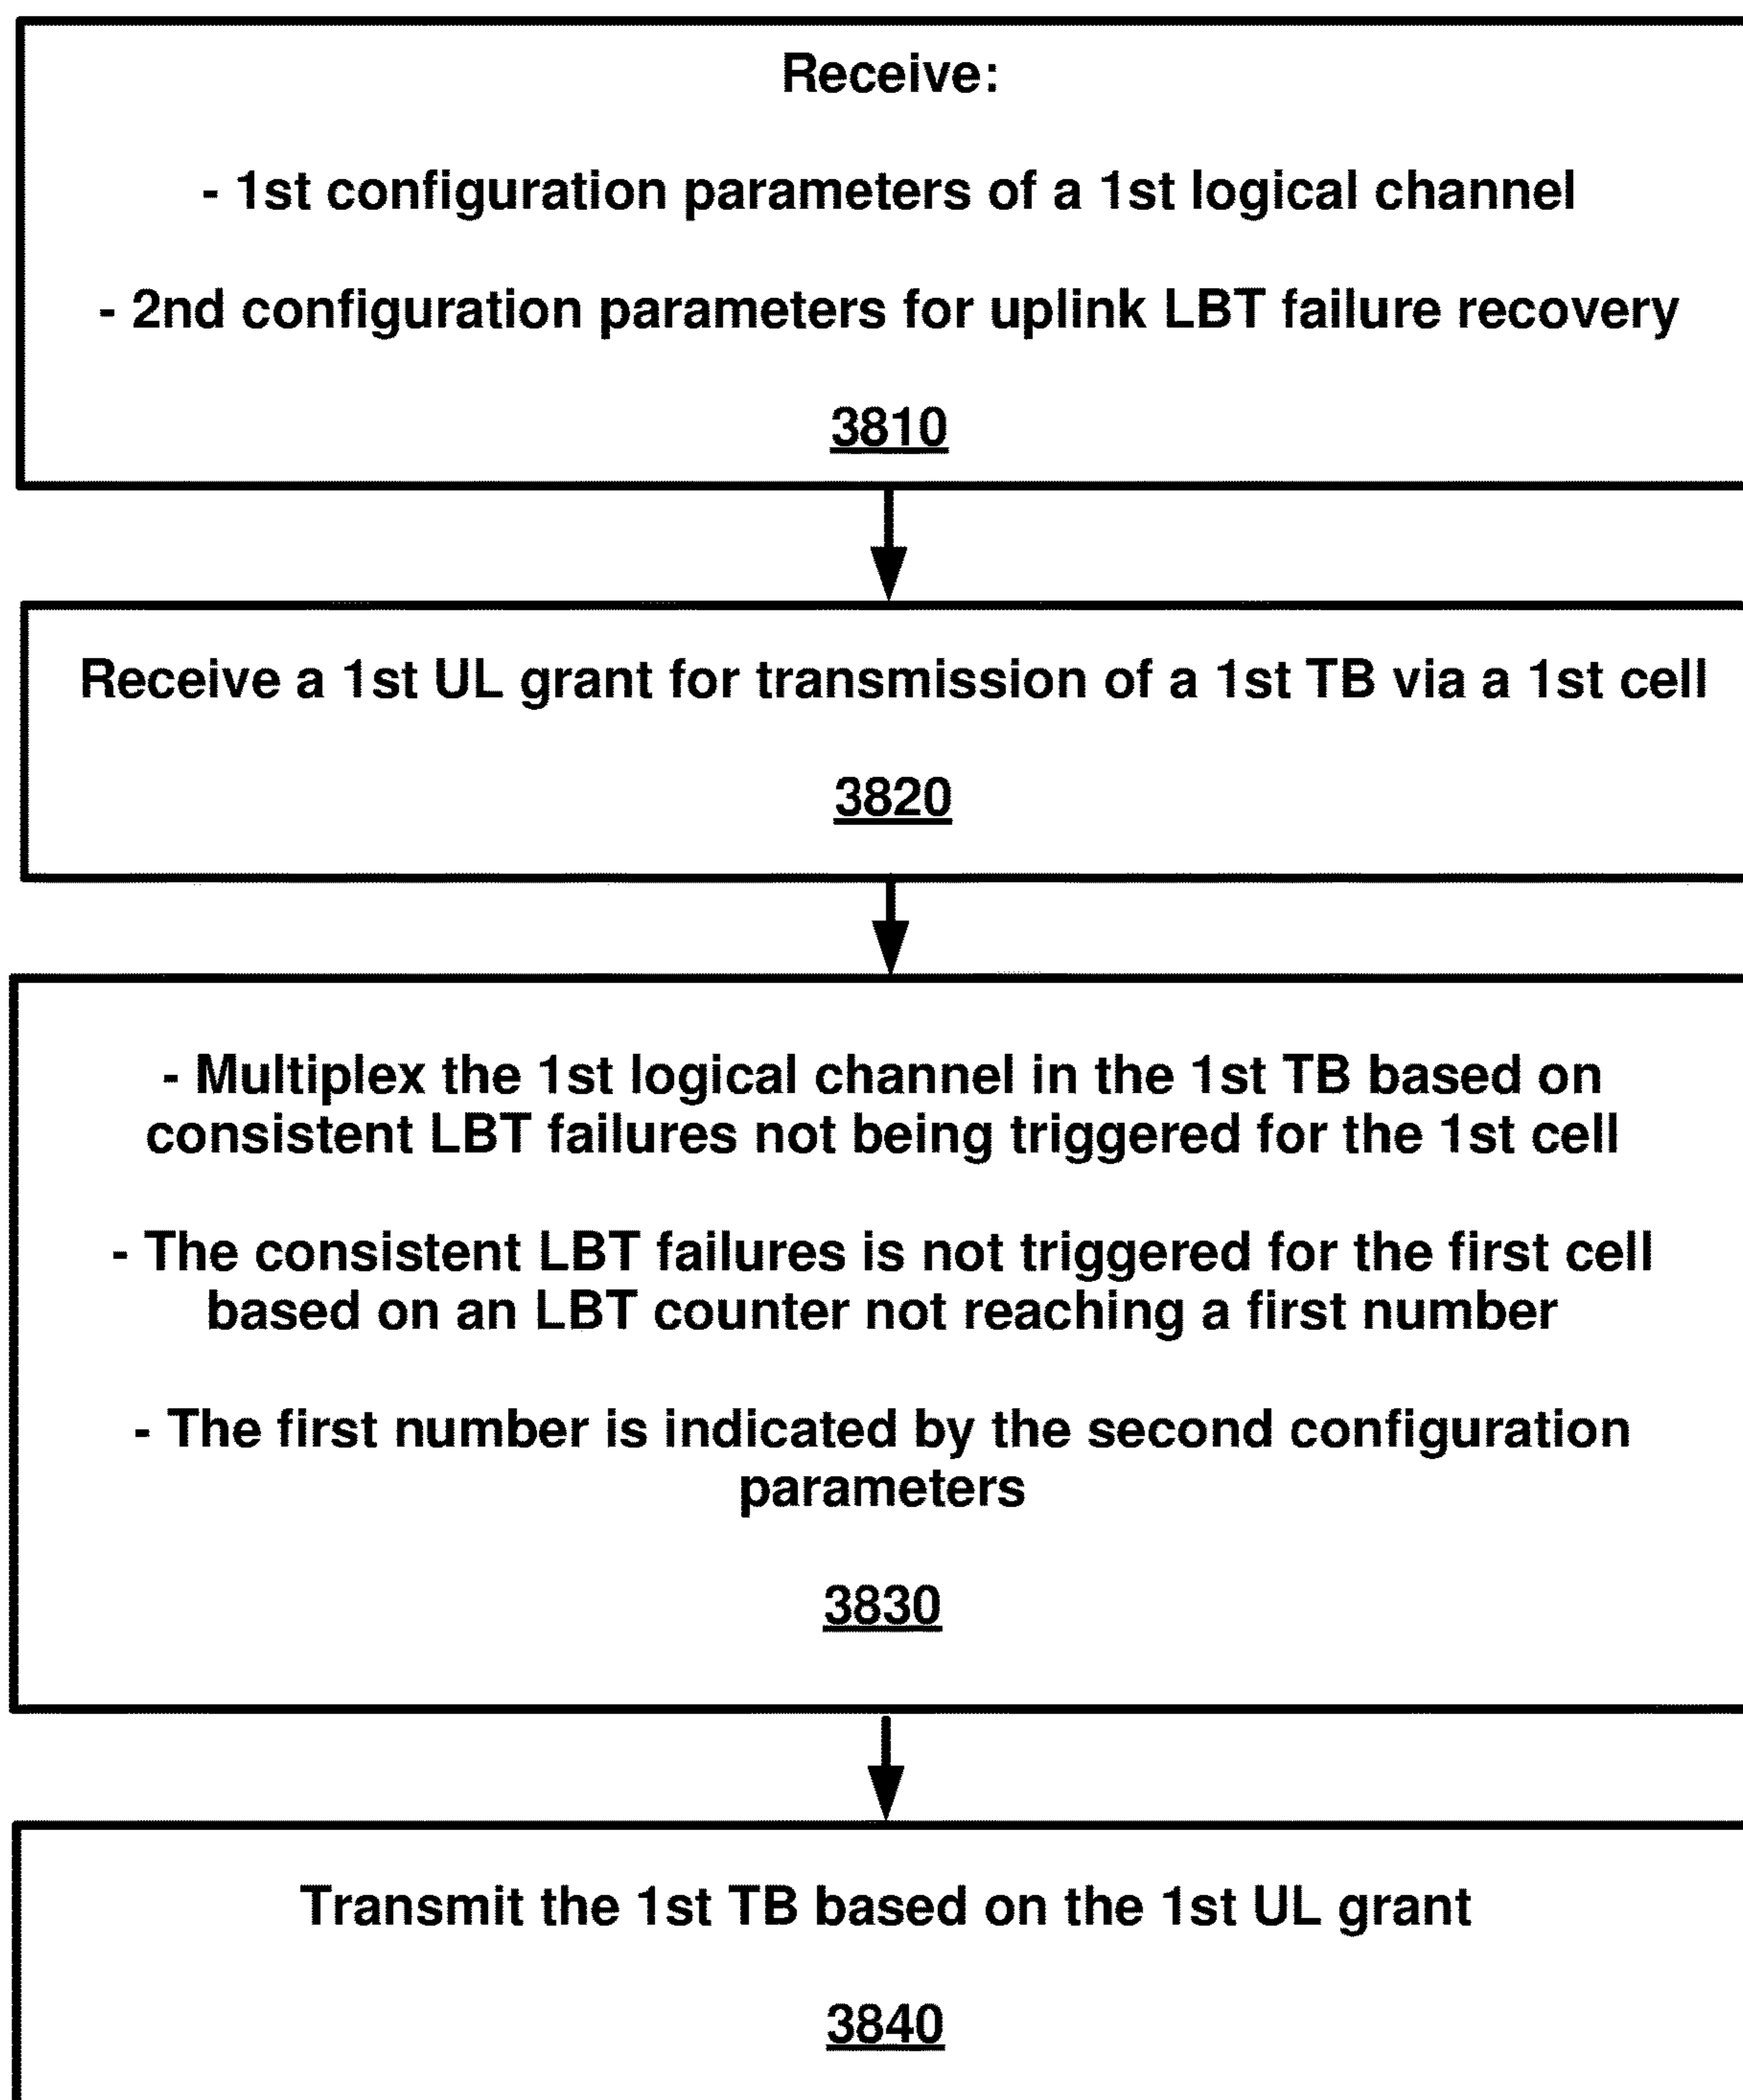 Receive:
- 1st configuration parameters of a 1st logical channel
- 2nd configuration parameters for uplink LBT failure recovery
3810
Receive a 1st UL grant for transmission of a 1st TB via a 1st cell
3820
- Multiplex the 1st logical channel in the 1st TB based on
consistent LBT failures not being triggered for the 1st cell
- The consistent LBT failures is not triggered for the first cell
based on an LBT counter not reaching a first number
- The first number is indicated by the second configuration
parameters
3830
Transmit the 1st TB based on the 1st UL grant
3840